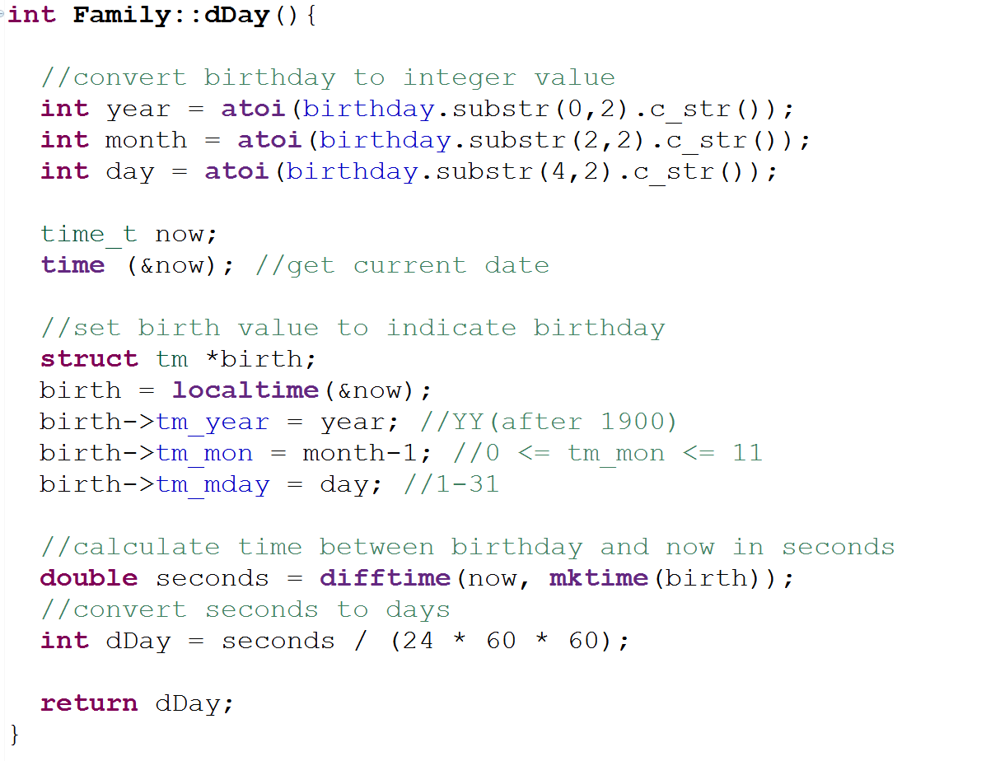 int Family::dDay(){
//convert birthday to integer value
int year = atoi(birthday.substr(0,2).c_str());
int month = atoi(birthday.substr(2,2).c_str());
int day = atoi(birthday.substr(4,2).c_str());
time_t now;
time (&now); //get current date
//set birth value to indicate birthday
struct tm *birth;
birth = localtime(&now);
birth->tm_year = year; //YY(after 1900)
birth->tm_mon = month-1; //0 <= tm_mon <= 11
birth->tm_mday = day; //1-31
//calculate time between birthday and now in seconds
double seconds = difftime(now, mktime(birth));
//convert seconds to days
int dDay = seconds / (24 * 60 * 60);
return dDay;
}